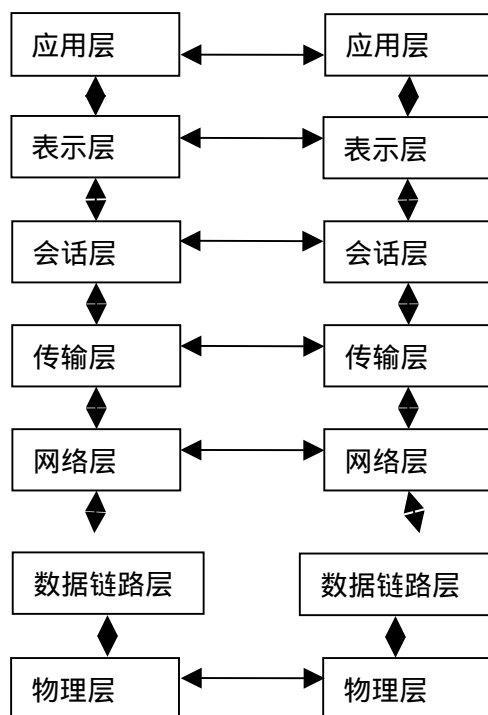 应用层 应用层
表示层 表示层
会话层 会话层
传输层 传输层
网络层 网络层
数据链路层 数据链路层
物理层 物理层